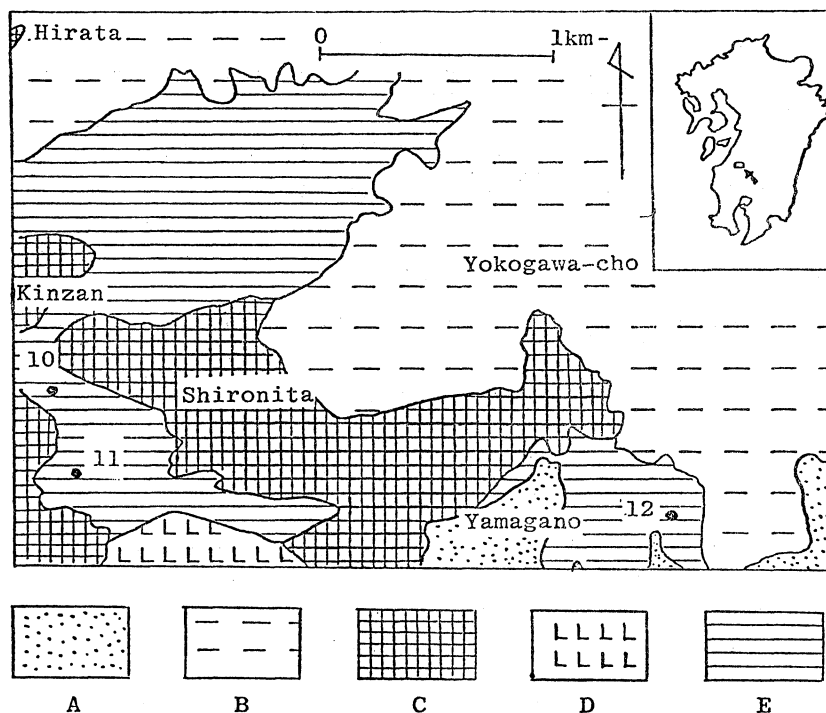 Hirata
0 1km
Yokogawa-cho
Kinzan
10
Shironita
11
Yamagano
12
A B C D E